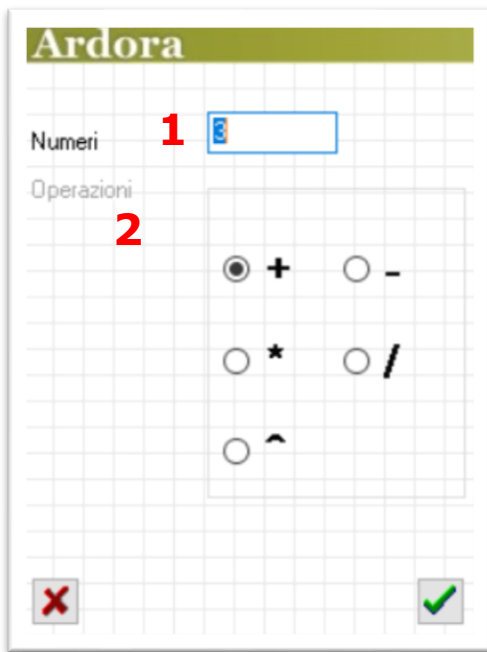 Ardora
Numeri 1 3
Operazioni
2
+ -
* /
^